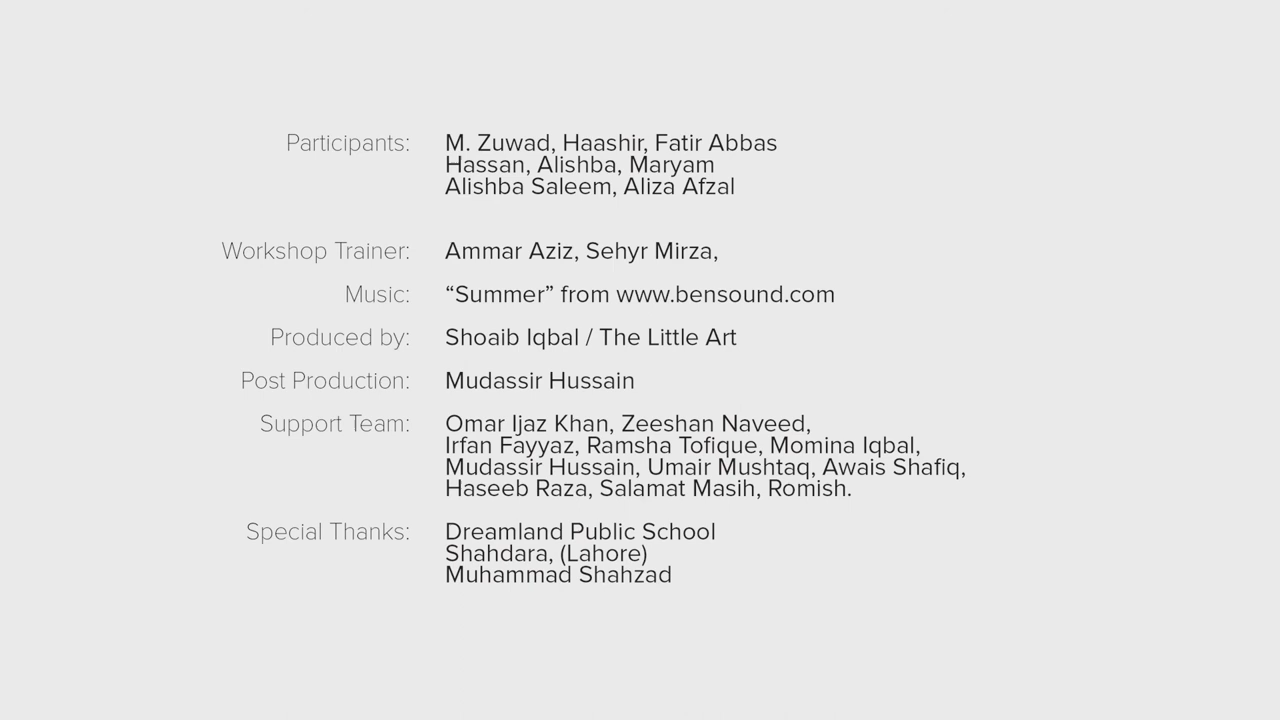 Participants: M. Zuwad, Haashir, Fatir Abbas
Hassan, Alishba, Maryam
Alishba Saleem, Aliza Afzal
Workshop Trainer: Ammar Aziz, Sehyr Mirza,
Music: “Summer” from www.bensound.com
Produced by: Shoaib Iqbal / The Little Art
Post Production: Mudassir Hussain
Support Team: Omar Ijaz Khan, Zeeshan Naveed,
Irfan Fayyaz, Ramsha Tofique, Momina Iqbal,
Mudassir Hussain, Umair Mushtaq, Awais Shafiq,
Haseeb Raza, Salamat Masih, Romish.
Special Thanks: Dreamland Public School
Shahdara, (Lahore)
Muhammad Shahzad